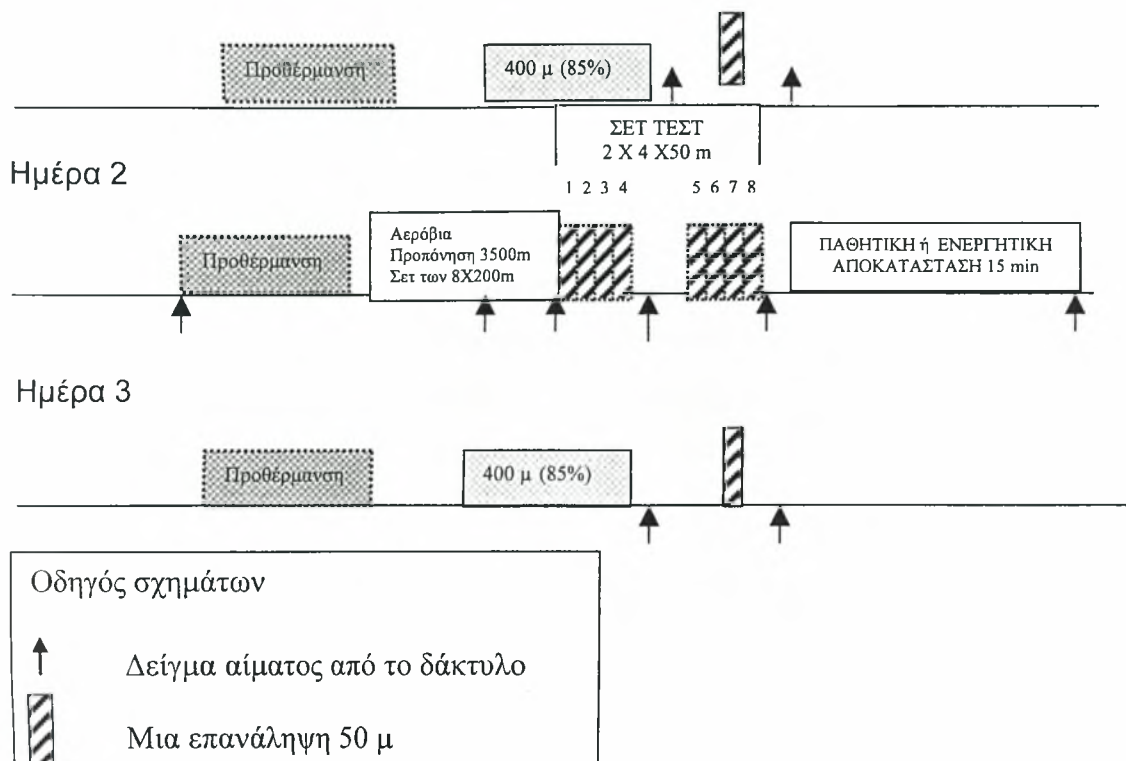 Προθέρμανση
400 μ (85%)
ΣΕΤ ΤΕΣΤ
2 Χ 4 Χ50 m
Ημέρα 2
1 2 3 4
5 6 7 8
Προθέρμανση
Αερόβια
Προπόνηση 3500m
Σετ των 8Χ200m
ΠΑΘΗΤΙΚΗ ή ΕΝΕΡΓΗΤΙΚΗ
ΑΠΟΚΑΤΑΣΤΑΣΗ 15 min
Ημέρα 3
Προθέρμανση
400 μ (85%)
Οδηγός σχημάτων
Δείγμα αίματος από το δάκτυλο
Μια επανάληψη 50 μ